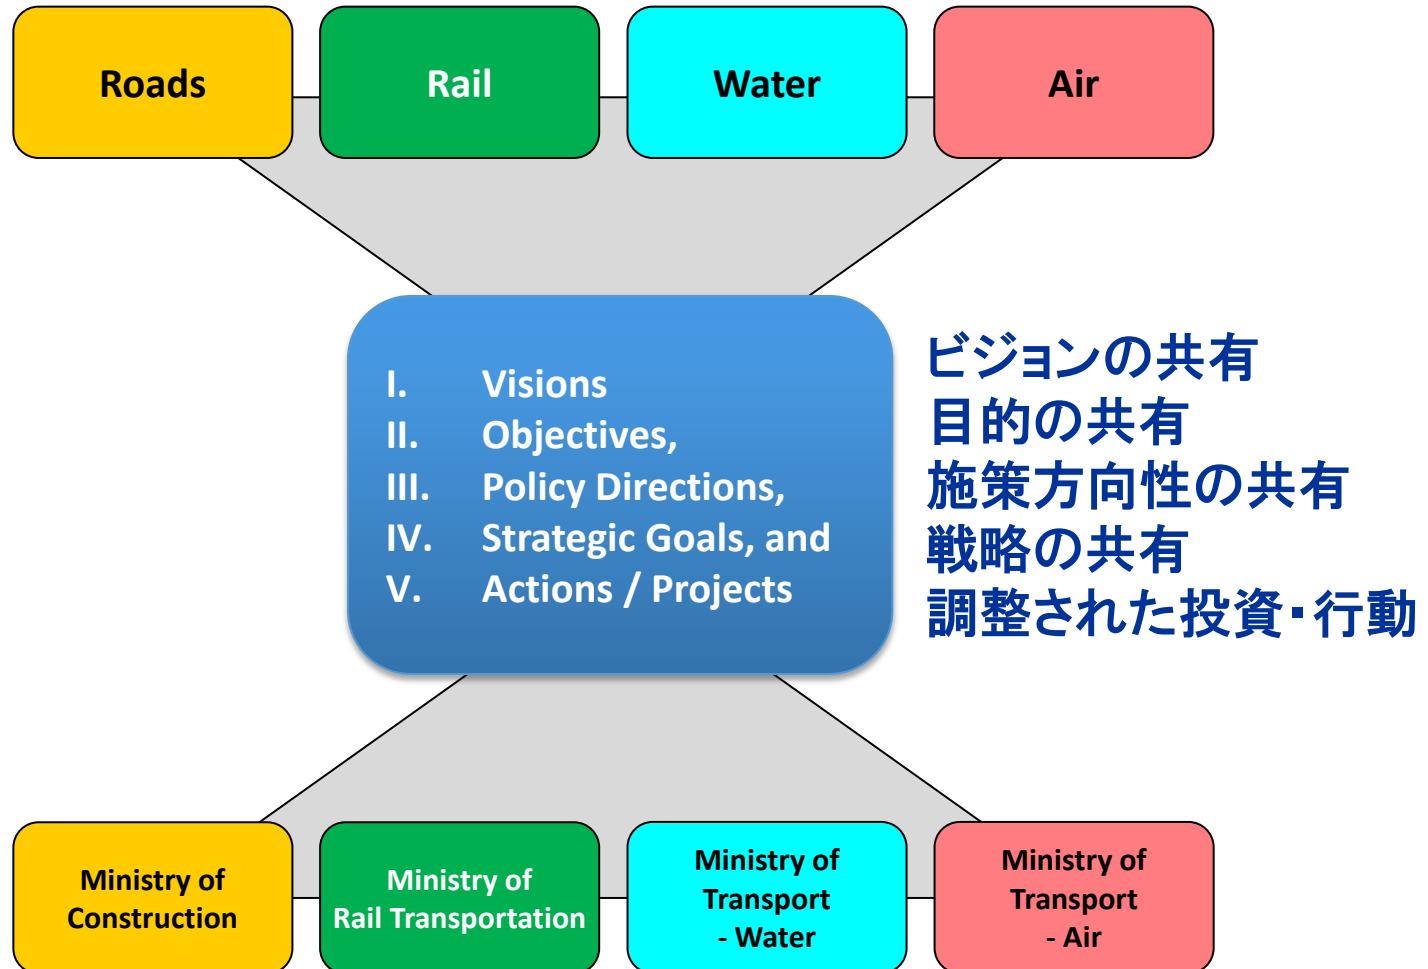 Roads
Rail
Water
Air
I. Visions
II. Objectives,
III. Policy Directions,
IV. Strategic Goals, and
V. Actions / Projects
ビジョンの共有
目的の共有
施策方向性の共有
戦略の共有
調整された投資・行動
Ministry of
Construction
Ministry of
Rail Transportation
Ministry of
Transport
- Water
Ministry of
Transport
- Air